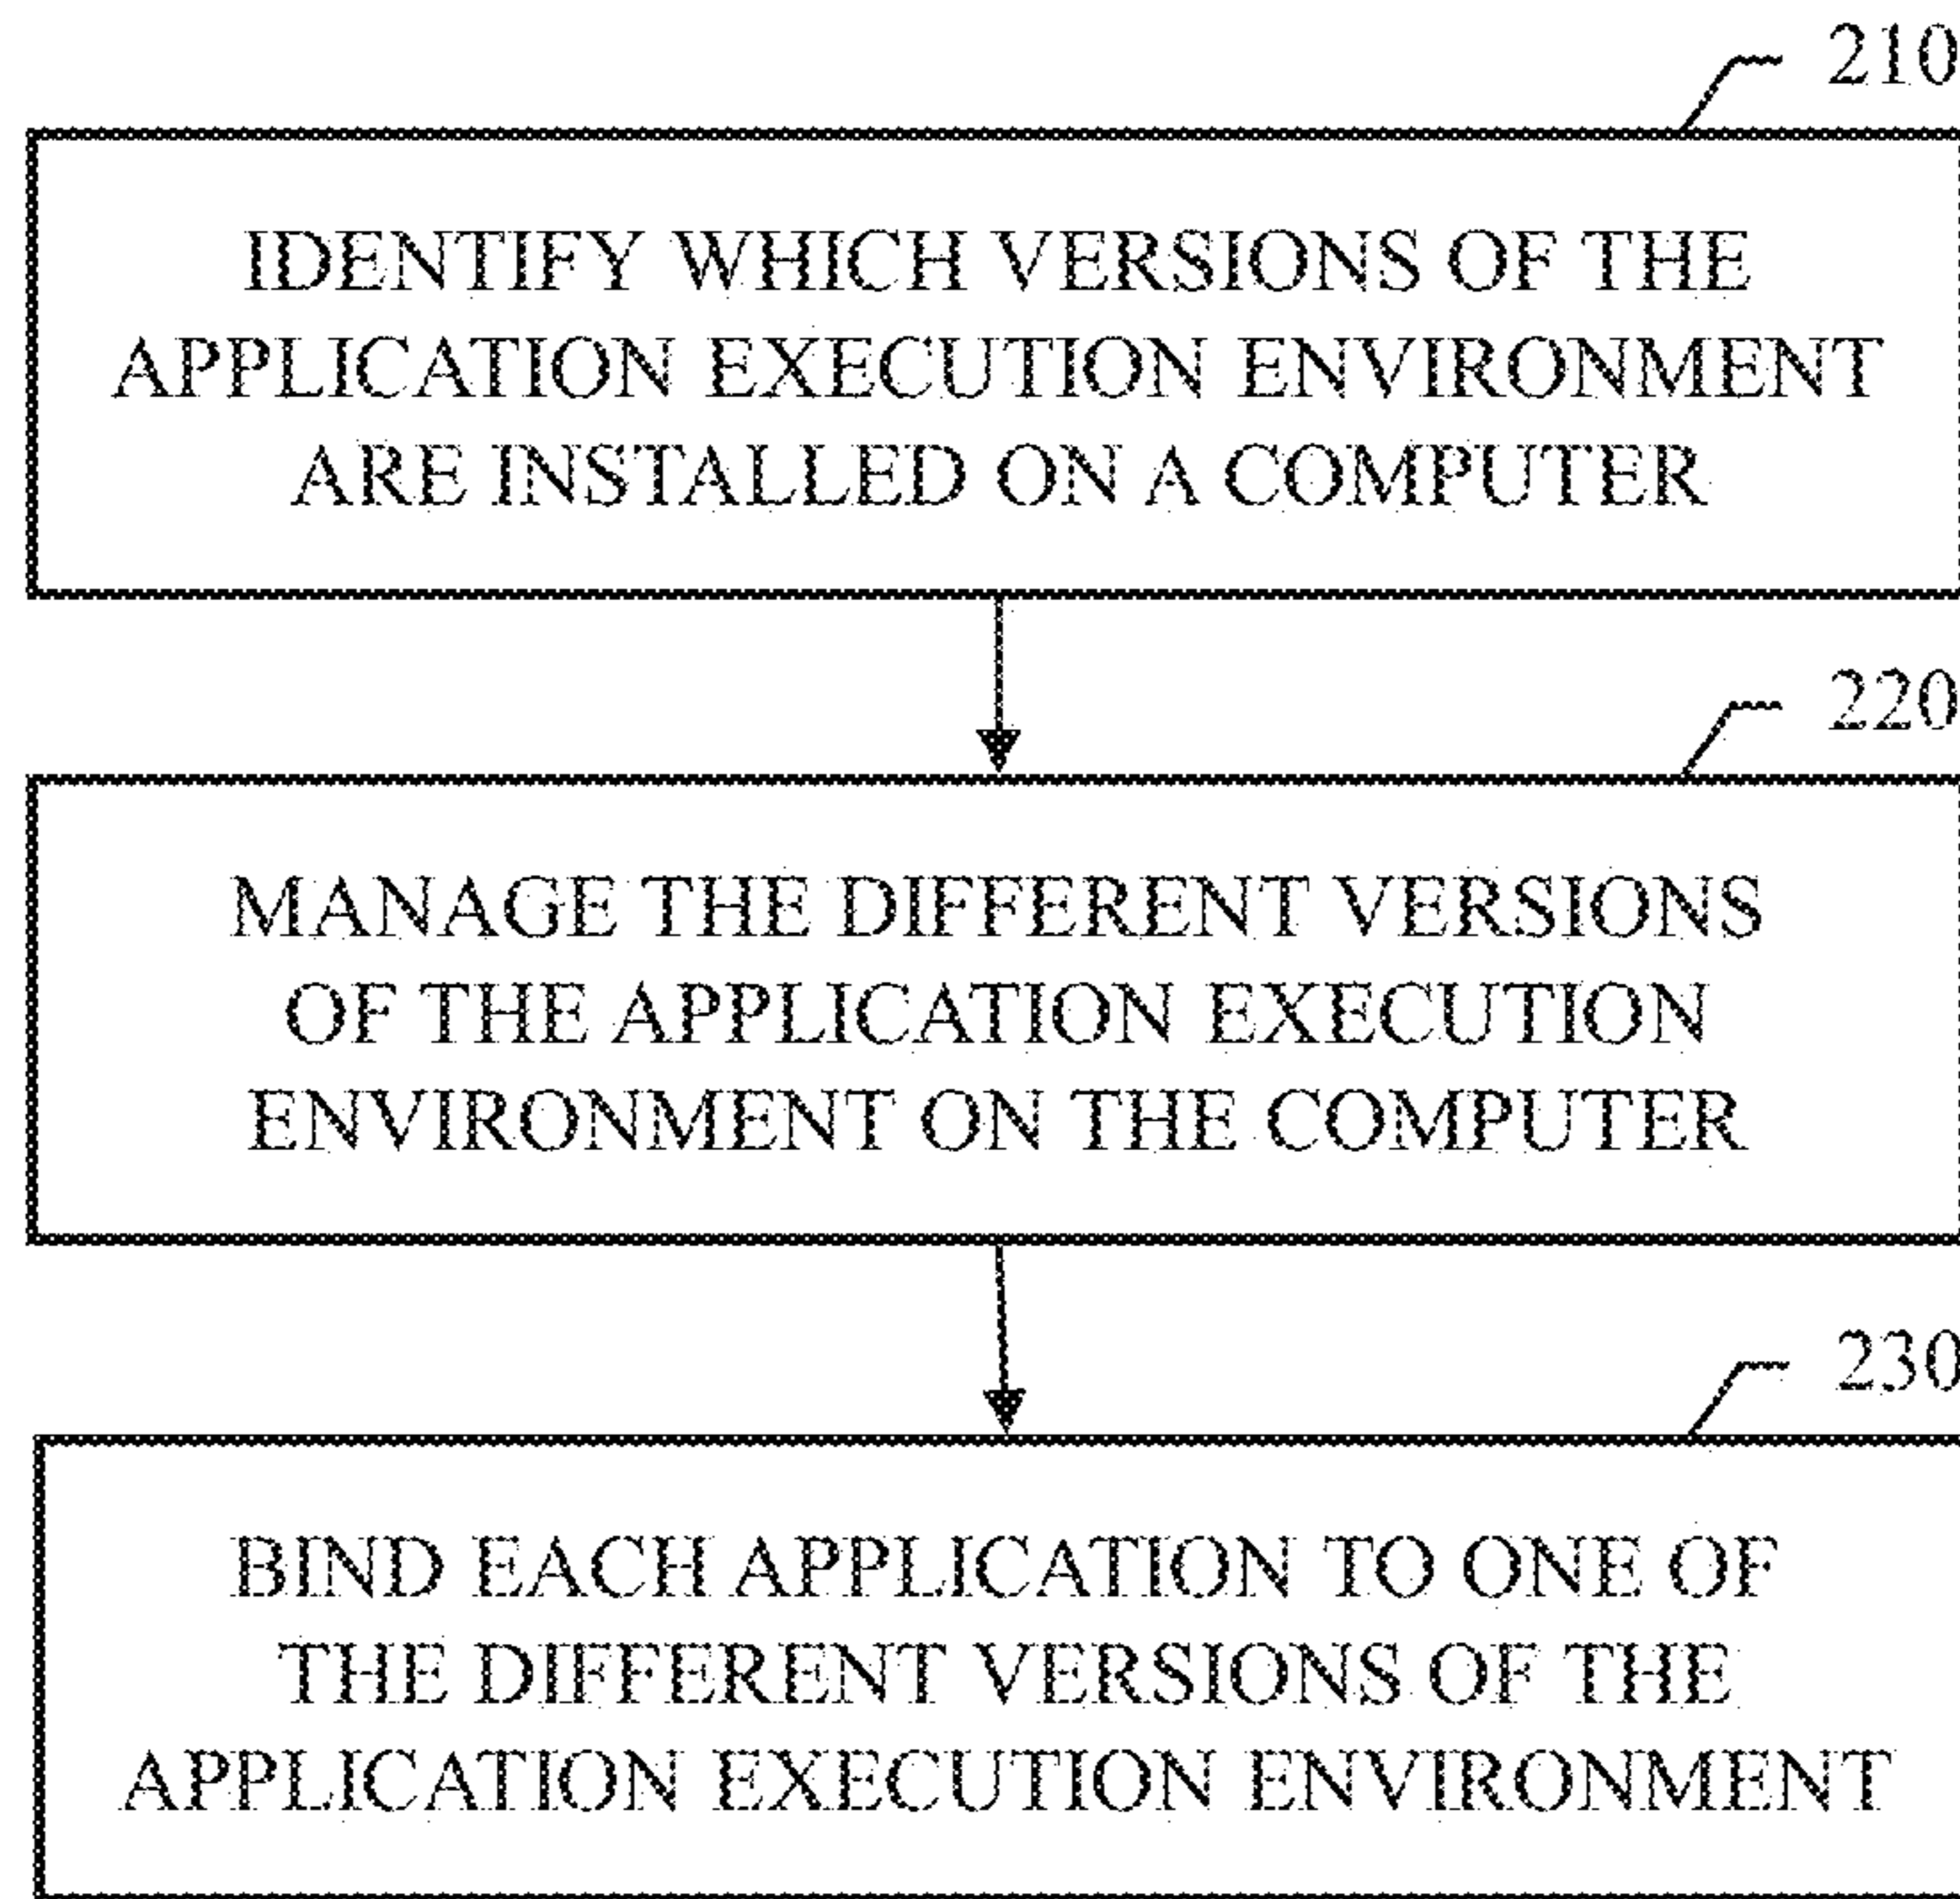 210
IDENTIFY WHICH VERSIONS OF THE
APPLICATION EXECUTION ENVIRONMENT
ARE INSTALLED ON A COMPUTER
220
MANAGE THE DIFFERENT VERSIONS
OF THE APPLICATION EXECUTION
ENVIRONMENT ON THE COMPUTER
230
BIND EACH APPLICATION TO ONE OF
THE DIFFERENT VERSIONS OF THE
APPLICATION EXECUTION ENVIRONMENT